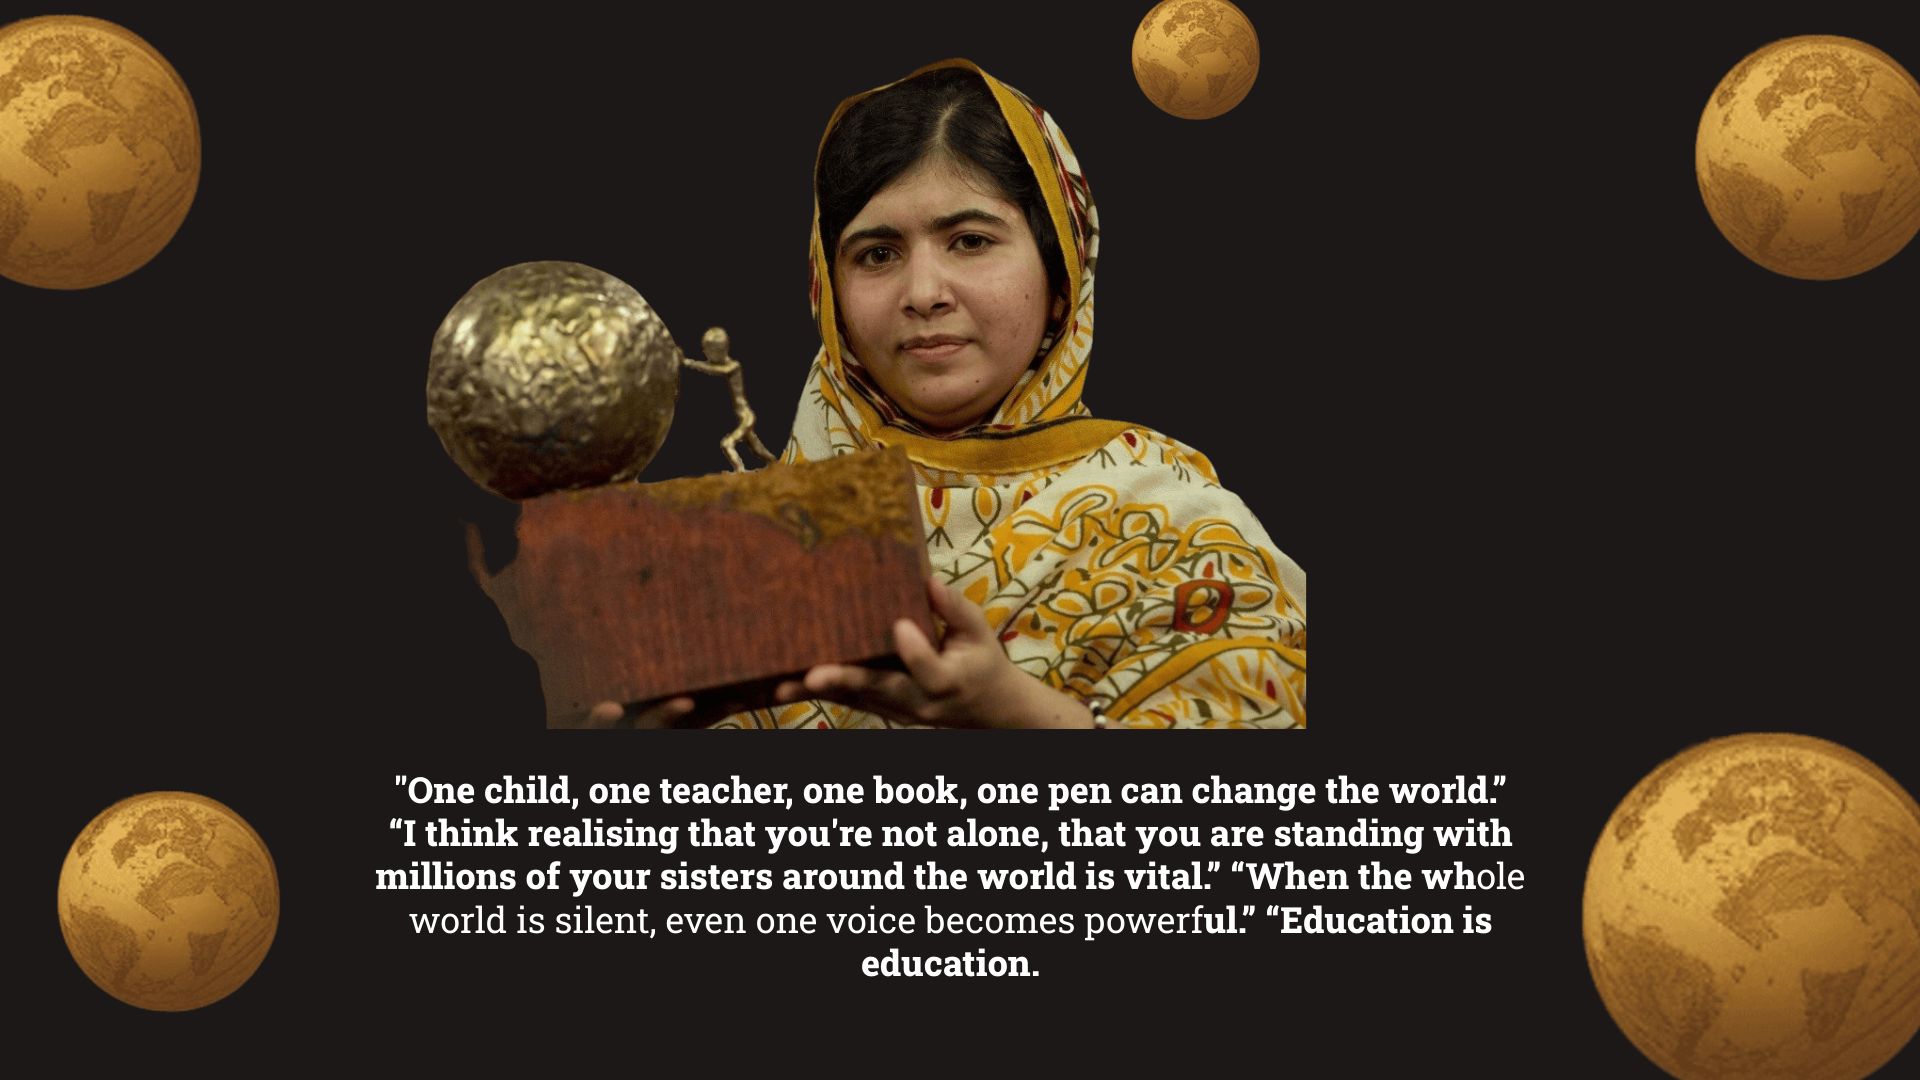 "One child, one teacher, one book, one pen can change the world.”
“I think realising that you're not alone, that you are standing with
millions of your sisters around the world is vital.” “When the whole
world is silent, even one voice becomes powerful.” “Education is
education.